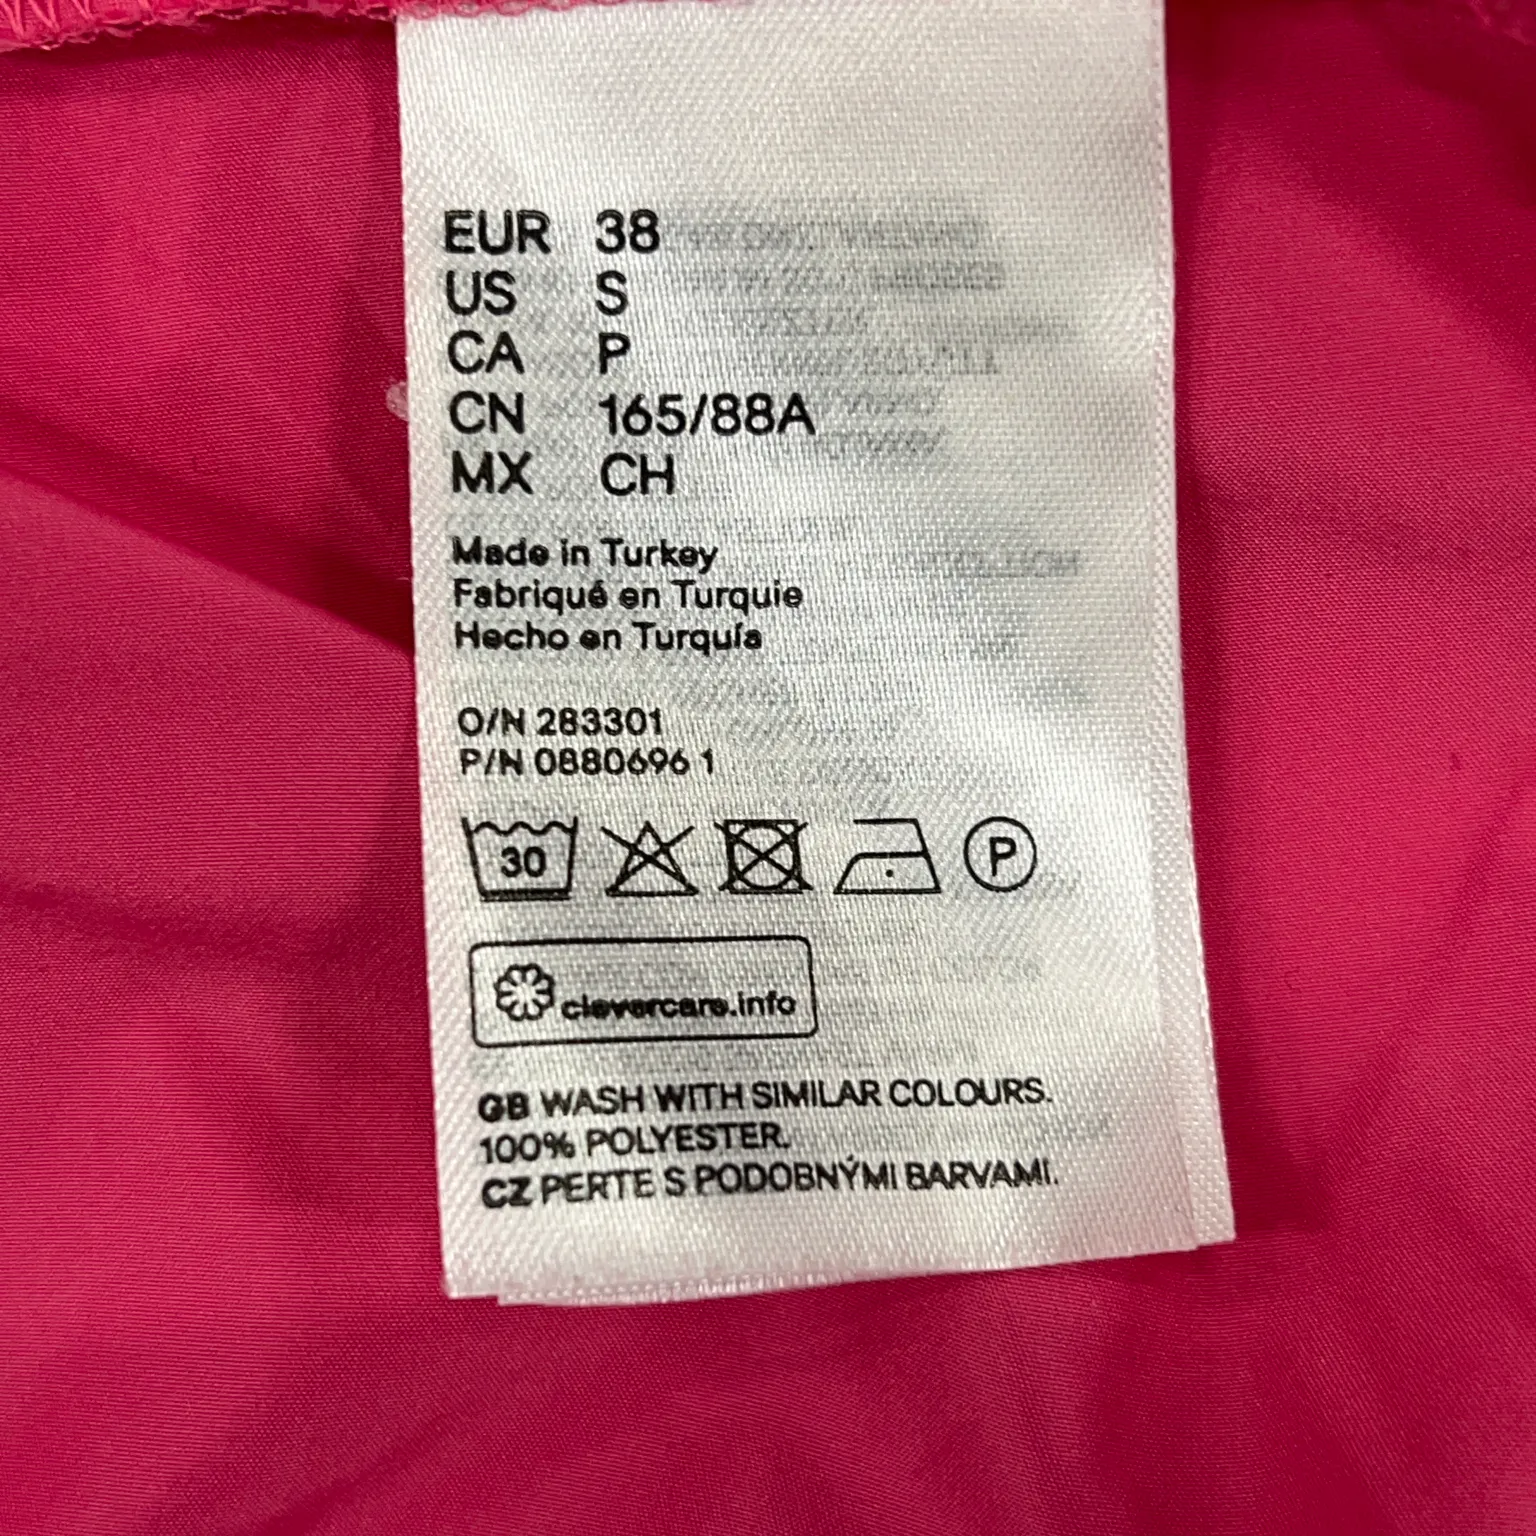 EUR 38
US S
CA P
CN 165/88A
MX CH
Made in Turkey
Fabriqué en Turquie
Hecho en Turquía
O/N 283301
P/N 0880696 1
30 P
clevercare.info
GB WASH WITH SIMILAR COLOURS.
100% POLYESTER.
CZ PERTE S PODOBNÝMI BARVAMI.